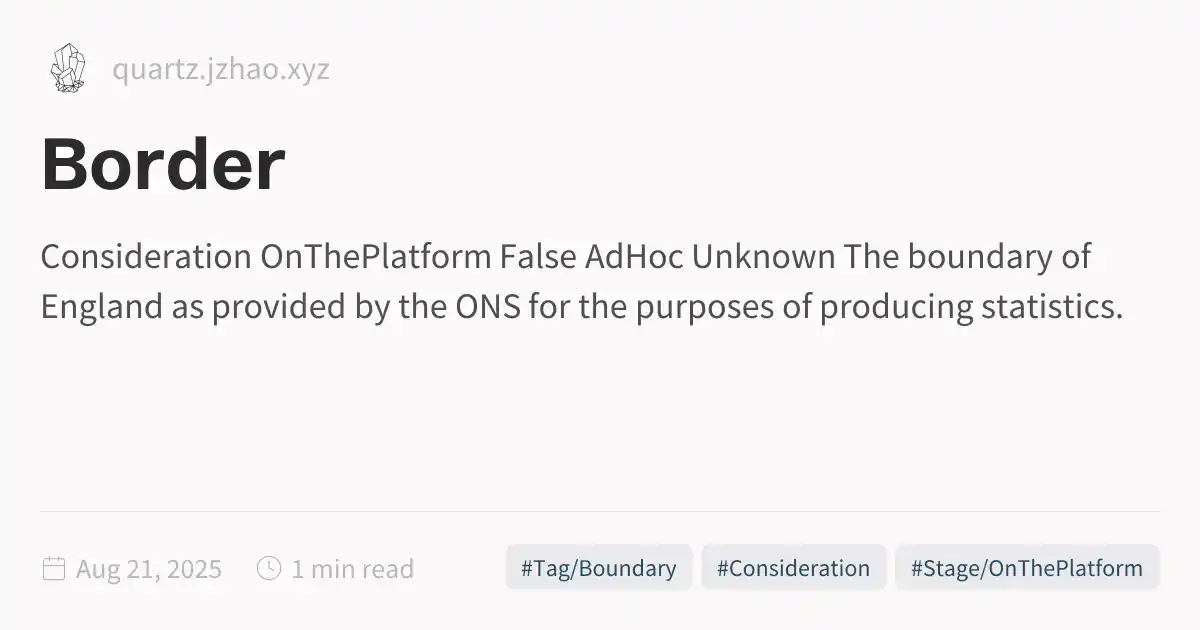 quartz.jzhao.xyz
Border
Consideration OnThePlatform False AdHoc Unknown The boundary of
England as provided by the ONS for the purposes of producing statistics.
Aug 21, 2025 1 min read #Tag/Boundary #Consideration #Stage/OnThePlatform